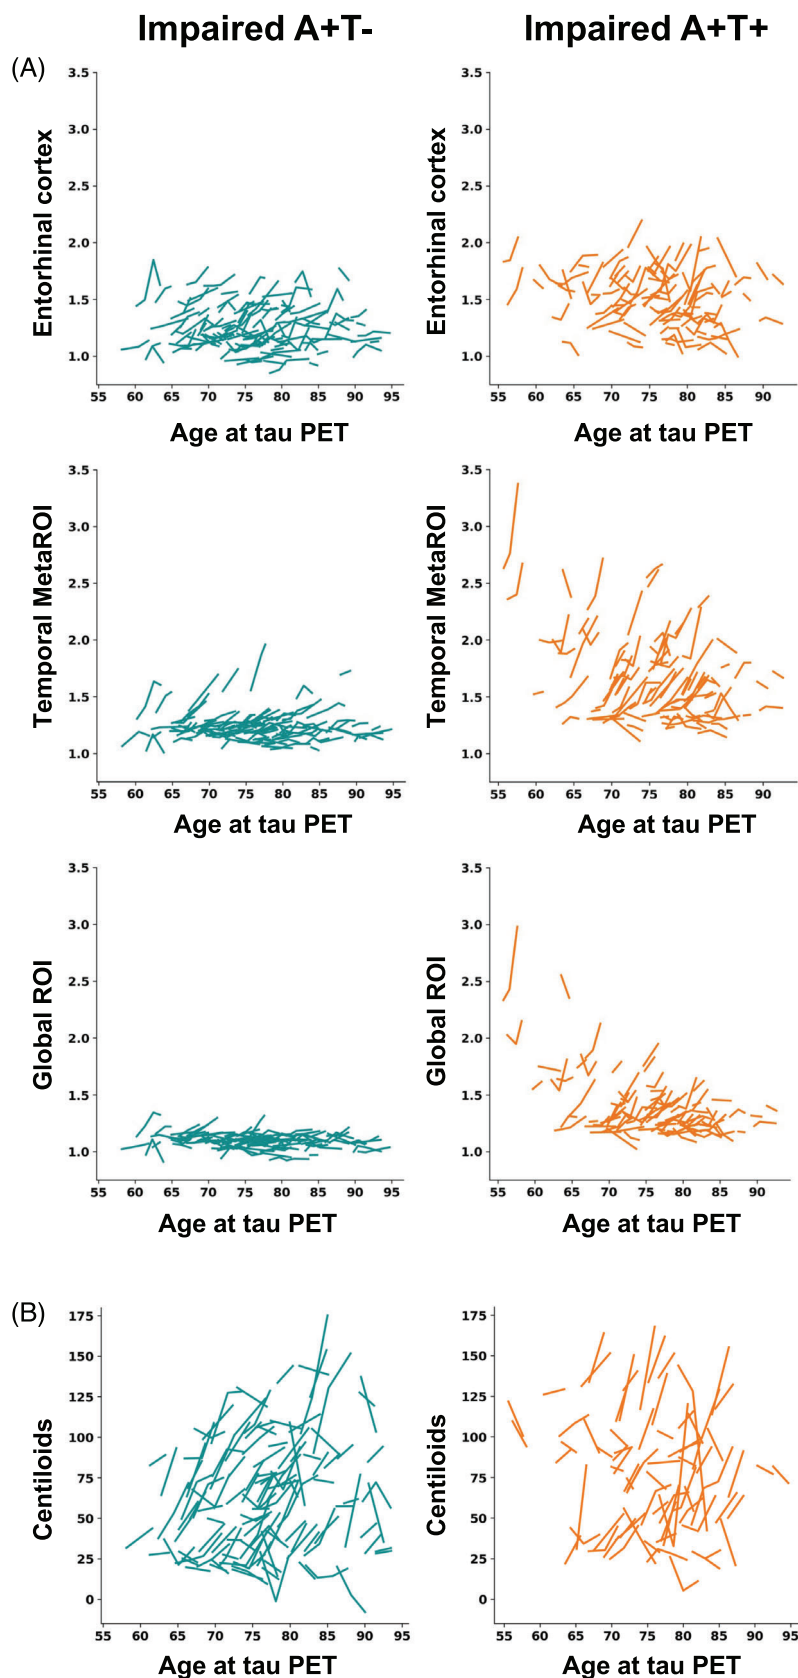 Impaired A+T- Impaired A+T+
(A)
Entorhinal cortex
3.5
3.0
2.5
2.0
1.5
1.0
55 60 65 70 75 80 85 90 95
Age at tau PET
Entorhinal cortex
3.5
3.0
2.5
2.0
1.5
1.0
55 60 65 70 75 80 85 90
Age at tau PET
Temporal MetaROI
3.5
3.0
2.5
2.0
1.5
1.0
55 60 65 70 75 80 85 90 95
Age at tau PET
Temporal MetaROI
3.5
3.0
2.5
2.0
1.5
1.0
55 60 65 70 75 80 85 90
Age at tau PET
Global ROI
3.5
3.0
2.5
2.0
1.5
1.0
55 60 65 70 75 80 85 90 95
Age at tau PET
Global ROI
3.5
3.0
2.5
2.0
1.5
1.0
55 60 65 70 75 80 85 90
Age at tau PET
(B)
Centiloids
175
150
125
100
75
50
25
0
55 60 65 70 75 80 85 90 95
Age at tau PET
Centiloids
175
150
125
100
75
50
25
0
55 60 65 70 75 80 85 90 95
Age at tau PET